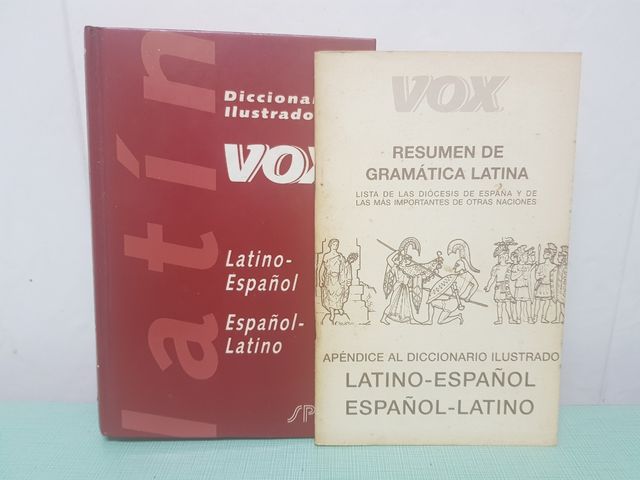 latín
Diccionar
Ilustrado
VOX
Latino-
Español
Español-
Latino
SP
VOX
RESUMEN DE
GRAMÁTICA LATINA
LISTA DE LAS DIÓCESIS DE ESPAÑA Y DE
LAS MÁS IMPORTANTES DE OTRAS NACIONES
APÉNDICE AL DICCIONARIO ILUSTRADO
LATINO-ESPAÑOL
ESPAÑOL-LATINO